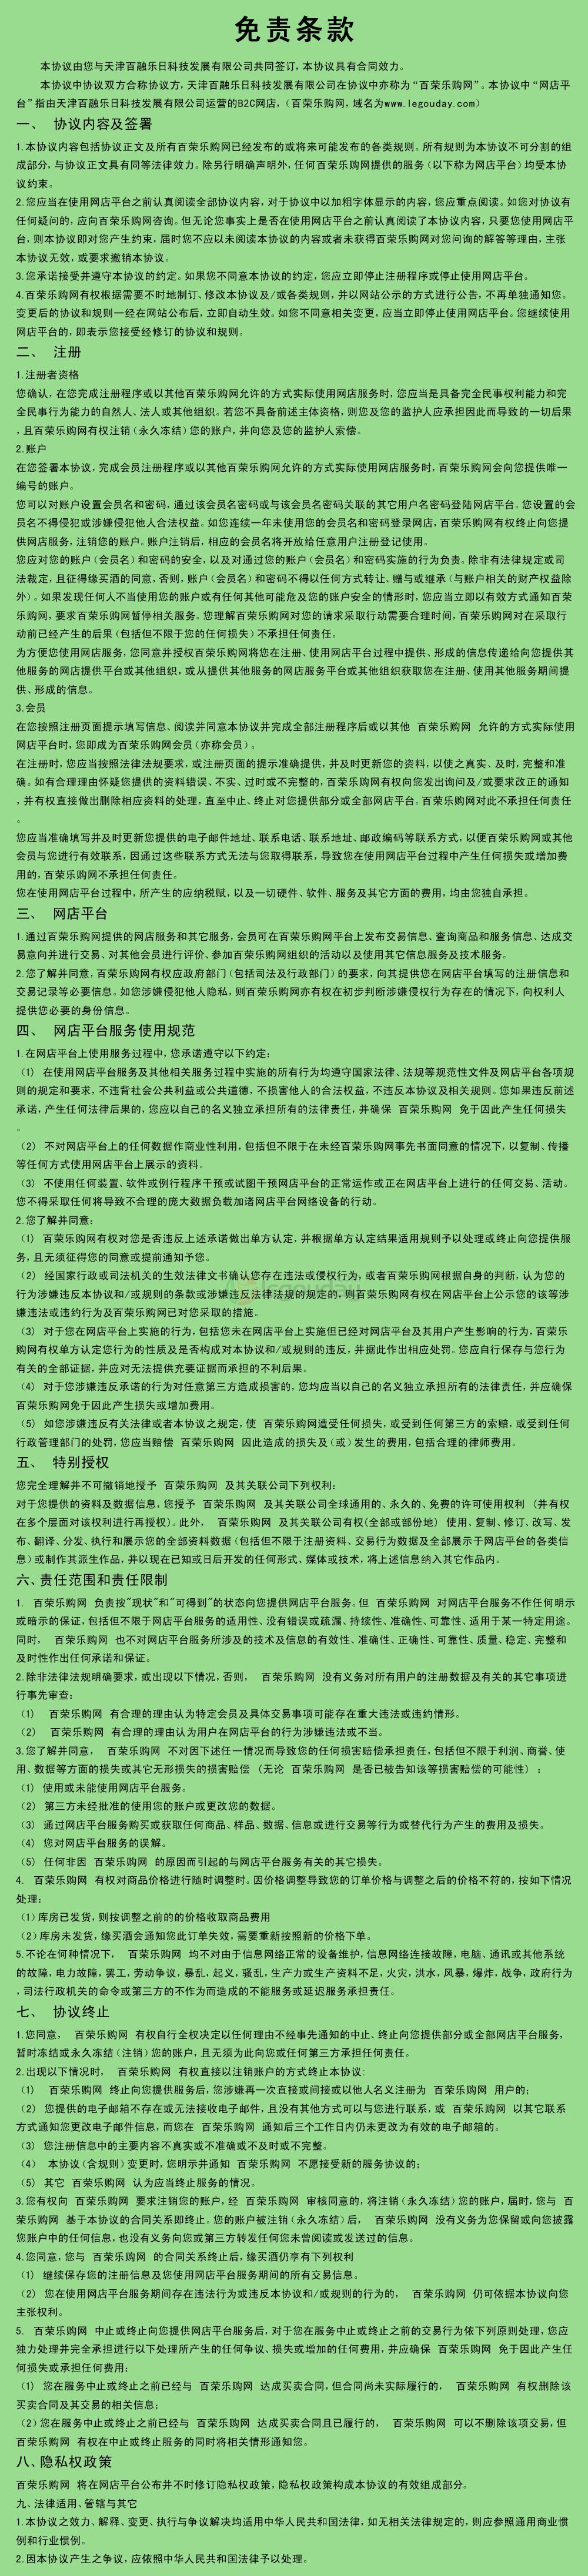 免责条款
本协议由您与天津百融乐日科技发展有限公司共同签订,本协议具有合同效力。
本协议中协议双方合称协议方,天津百融乐日科技发展有限公司在协议中亦称为“百荣乐购网”。本协议中“网店平
台”指由天津百融乐日科技发展有限公司运营的B2C网店,(百荣乐购网,域名为www.legouday.com)
一、 协议内容及签署
1.本协议内容包括协议正文及所有百荣乐购网已经发布的或将来可能发布的各类规则。所有规则为本协议不可分割的组
成部分,与协议正文具有同等法律效力。除另行明确声明外,任何百荣乐购网提供的服务(以下称为网店平台)均受本协
议约束。
2.您应当在使用网店平台之前认真阅读全部协议内容,对于协议中以加粗字体显示的内容,您应重点阅读。如您对协议有
任何疑问的,应向百荣乐购网咨询。但无论您事实上是否在使用网店平台之前认真阅读了本协议内容,只要您使用网店平
台,则本协议即对您产生约束,届时您不应以未阅读本协议的内容或者未获得百荣乐购网对您问询的解答等理由,主张
本协议无效,或要求撤销本协议。
3.您承诺接受并遵守本协议的约定。如果您不同意本协议的约定,您应立即停止注册程序或停止使用网店平台。
4.百荣乐购网有权根据需要不时地制订、修改本协议及/或各类规则,并以网站公示的方式进行公告,不再单独通知您。
变更后的协议和规则一经在网站公布后,立即自动生效。如您不同意相关变更,应当立即停止使用网店平台。您继续使用
网店平台的,即表示您接受经修订的协议和规则。
二、 注册
1.注册者资格
您确认,在您完成注册程序或以其他百荣乐购网允许的方式实际使用网店服务时,您应当是具备完全民事权利能力和完
全民事行为能力的自然人、法人或其他组织。若您不具备前述主体资格,则您及您的监护人应承担因此而导致的一切后果
,且百荣乐购网有权注销(永久冻结)您的账户,并向您及您的监护人索偿。
2.账户
在您签署本协议,完成会员注册程序或以其他百荣乐购网允许的方式实际使用网店服务时,百荣乐购网会向您提供唯一
编号的账户。
您可以对账户设置会员名和密码,通过该会员名密码或与该会员名密码关联的其它用户名密码登陆网店平台。您设置的会
员名不得侵犯或涉嫌侵犯他人合法权益。如您连续一年未使用您的会员名和密码登录网店,百荣乐购网有权终止向您提
供网店服务,注销您的账户。账户注销后,相应的会员名将开放给任意用户注册登记使用。
您应对您的账户(会员名)和密码的安全,以及对通过您的账户(会员名)和密码实施的行为负责。除非有法律规定或司
法裁定,且征得缘买酒的同意,否则,账户(会员名)和密码不得以任何方式转让、赠与或继承(与账户相关的财产权益除
外)。如果发现任何人不当使用您的账户或有任何其他可能危及您的账户安全的情形时,您应当立即以有效方式通知百荣
乐购网,要求百荣乐购网暂停相关服务。您理解百荣乐购网对您的请求采取行动需要合理时间,百荣乐购网对在采取行
动前已经产生的后果(包括但不限于您的任何损失)不承担任何责任。
为方便您使用网店服务,您同意并授权百荣乐购网将您在注册、使用网店平台过程中提供、形成的信息传递给向您提供其
他服务的网店提供平台或其他组织,或从提供其他服务的网店服务平台或其他组织获取您在注册、使用其他服务期间提
供、形成的信息。
3.会员
在您按照注册页面提示填写信息、阅读并同意本协议并完成全部注册程序后或以其他 百荣乐购网 允许的方式实际使用
网店平台时,您即成为百荣乐购网会员(亦称会员)。
在注册时,您应当按照法律法规要求,或注册页面的提示准确提供,并及时更新您的资料,以使之真实、及时,完整和准
确。如有合理理由怀疑您提供的资料错误、不实、过时或不完整的,百荣乐购网有权向您发出询问及/或要求改正的通知
,并有权直接做出删除相应资料的处理,直至中止、终止对您提供部分或全部网店平台。百荣乐购网对此不承担任何责任
。
您应当准确填写并及时更新您提供的电子邮件地址、联系电话、联系地址、邮政编码等联系方式,以便百荣乐购网或其他
会员与您进行有效联系,因通过这些联系方式无法与您取得联系,导致您在使用网店平台过程中产生任何损失或增加费
用的,百荣乐购网不承担任何责任。
您在使用网店平台过程中,所产生的应纳税赋,以及一切硬件、软件、服务及其它方面的费用,均由您独自承担。
三、 网店平台
1.通过百荣乐购网提供的网店服务和其它服务,会员可在百荣乐购网平台上发布交易信息、查询商品和服务信息、达成交
易意向并进行交易、对其他会员进行评价、参加百荣乐购网组织的活动以及使用其它信息服务及技术服务。
2.您了解并同意,百荣乐购网有权应政府部门(包括司法及行政部门)的要求,向其提供您在网店平台填写的注册信息和
交易记录等必要信息。如您涉嫌侵犯他人隐私,则百荣乐购网亦有权在初步判断涉嫌侵权行为存在的情况下,向权利人
提供您必要的身份信息。
四、 网店平台服务使用规范
1.在网店平台上使用服务过程中,您承诺遵守以下约定:
(1) 在使用网店平台服务及其他相关服务过程中实施的所有行为均遵守国家法律、法规等规范性文件及网店平台各项规
则的规定和要求,不违背社会公共利益或公共道德,不损害他人的合法权益,不违反本协议及相关规则。您如果违反前述
承诺,产生任何法律后果的,您应以自己的名义独立承担所有的法律责任,并确保 百荣乐购网 免于因此产生任何损失
。
(2) 不对网店平台上的任何数据作商业性利用,包括但不限于在未经百荣乐购网事先书面同意的情况下,以复制、传播
等任何方式使用网店平台上展示的资料。
(3) 不使用任何装置、软件或例行程序干预或试图干预网店平台的正常运作或正在网店平台上进行的任何交易、活动。
您不得采取任何将导致不合理的庞大数据负载加诸网店平台网络设备的行动。
2.您了解并同意:
(1) 百荣乐购网有权对您是否违反上述承诺做出单方认定,并根据单方认定结果适用规则予以处理或终止向您提供服
务,且无须征得您的同意或提前通知予您。
(2) 经国家行政或司法机关的生效法律文书确认您存在违法或侵权行为,或者百荣乐购网根据自身的判断,认为您的
行为涉嫌违反本协议和/或规则的条款或涉嫌违反法律法规的规定的,则百荣乐购网有权在网店平台上公示您的该等涉
嫌违法或违约行为及百荣乐购网已对您采取的措施。
(3) 对于您在网店平台上实施的行为,包括您未在网店平台上实施但已经对网店平台及其用户产生影响的行为,百荣乐
购网有权单方认定您行为的性质及是否构成对本协议和/或规则的违反,并据此作出相应处罚。您应自行保存与您行为
有关的全部证据,并应对无法提供充要证据而承担的不利后果。
(4) 对于您涉嫌违反承诺的行为对任意第三方造成损害的,您均应当以自己的名义独立承担所有的法律责任,并应确保
百荣乐购网免于因此产生损失或增加费用。
(5) 如您涉嫌违反有关法律或者本协议之规定,使 百荣乐购网遭受任何损失,或受到任何第三方的索赔,或受到任何
行政管理部门的处罚,您应当赔偿 百荣乐购网 因此造成的损失及(或)发生的费用,包括合理的律师费用。
五、 特别授权
您完全理解并不可撤销地授予 百荣乐购网 及其关联公司下列权利:
对于您提供的资料及数据信息,您授予 百荣乐购网 及其关联公司全球通用的、永久的、免费的许可使用权利 (并有权
在多个层面对该权利进行再授权)。此外, 百荣乐购网 及其关联公司有权(全部或部份地) 使用、复制、修订、改写、发
布、翻译、分发、执行和展示您的全部资料数据(包括但不限于注册资料、交易行为数据及全部展示于网店平台的各类信
息)或制作其派生作品,并以现在已知或日后开发的任何形式、媒体或技术,将上述信息纳入其它作品内。
六、责任范围和责任限制
1. 百荣乐购网 负责按"现状"和"可得到"的状态向您提供网店平台服务。但 百荣乐购网 对网店平台服务不作任何明示
或暗示的保证,包括但不限于网店平台服务的适用性、没有错误或疏漏、持续性、准确性、可靠性、适用于某一特定用途。
同时, 百荣乐购网 也不对网店平台服务所涉及的技术及信息的有效性、准确性、正确性、可靠性、质量、稳定、完整和
及时性作出任何承诺和保证。
2.除非法律法规明确要求,或出现以下情况,否则, 百荣乐购网 没有义务对所有用户的注册数据及有关的其它事项进
行事先审查:
(1) 百荣乐购网 有合理的理由认为特定会员及具体交易事项可能存在重大违法或违约情形。
(2) 百荣乐购网 有合理的理由认为用户在网店平台的行为涉嫌违法或不当。
3.您了解并同意, 百荣乐购网 不对因下述任一情况而导致您的任何损害赔偿承担责任,包括但不限于利润、商誉、使
用、数据等方面的损失或其它无形损失的损害赔偿 (无论 百荣乐购网 是否已被告知该等损害赔偿的可能性) :
(1) 使用或未能使用网店平台服务。
(2) 第三方未经批准的使用您的账户或更改您的数据。
(3) 通过网店平台服务购买或获取任何商品、样品、数据、信息或进行交易等行为或替代行为产生的费用及损失。
(4) 您对网店平台服务的误解。
(5) 任何非因 百荣乐购网 的原因而引起的与网店平台服务有关的其它损失。
4. 百荣乐购网 有权对商品价格进行随时调整时。因价格调整导致您的订单价格与调整之后的价格不符的,按如下情况
处理:
(1)库房已发货,则按调整之前的的价格收取商品费用
(2)库房未发货,缘买酒会通知您此订单失效,需要重新按照新的价格下单。
5.不论在何种情况下, 百荣乐购网 均不对由于信息网络正常的设备维护,信息网络连接故障,电脑、通讯或其他系统
的故障,电力故障,罢工,劳动争议,暴乱,起义,骚乱,生产力或生产资料不足,火灾,洪水,风暴,爆炸,战争,政府行为
,司法行政机关的命令或第三方的不作为而造成的不能服务或延迟服务承担责任。
七、 协议终止
1.您同意, 百荣乐购网 有权自行全权决定以任何理由不经事先通知的中止、终止向您提供部分或全部网店平台服务,
暂时冻结或永久冻结(注销)您的账户,且无须为此向您或任何第三方承担任何责任。
2.出现以下情况时, 百荣乐购网 有权直接以注销账户的方式终止本协议:
(1) 百荣乐购网 终止向您提供服务后,您涉嫌再一次直接或间接或以他人名义注册为 百荣乐购网 用户的;
(2) 您提供的电子邮箱不存在或无法接收电子邮件,且没有其他方式可以与您进行联系,或 百荣乐购网 以其它联系
方式通知您更改电子邮件信息,而您在 百荣乐购网 通知后三个工作日内仍未更改为有效的电子邮箱的。
(3) 您注册信息中的主要内容不真实或不准确或不及时或不完整。
(4) 本协议(含规则)变更时,您明示并通知 百荣乐购网 不愿接受新的服务协议的;
(5) 其它 百荣乐购网 认为应当终止服务的情况。
3.您有权向 百荣乐购网 要求注销您的账户,经 百荣乐购网 审核同意的,将注销(永久冻结)您的账户,届时,您与 百
荣乐购网 基于本协议的合同关系即终止。您的账户被注销(永久冻结)后, 百荣乐购网 没有义务为您保留或向您披露
您账户中的任何信息,也没有义务向您或第三方转发任何您未曾阅读或发送过的信息。
4.您同意,您与 百荣乐购网 的合同关系终止后,缘买酒仍享有下列权利
(1) 继续保存您的注册信息及您使用网店平台服务期间的所有交易信息。
(2) 您在使用网店平台服务期间存在违法行为或违反本协议和/或规则的行为的, 百荣乐购网 仍可依据本协议向您
主张权利。
5. 百荣乐购网 中止或终止向您提供网店平台服务后,对于您在服务中止或终止之前的交易行为依下列原则处理,您应
独力处理并完全承担进行以下处理所产生的任何争议、损失或增加的任何费用,并应确保 百荣乐购网 免于因此产生任
何损失或承担任何费用:
(1) 您在服务中止或终止之前已经与 百荣乐购网 达成买卖合同,但合同尚未实际履行的, 百荣乐购网 有权删除该
买卖合同及其交易的相关信息;
(2)您在服务中止或终止之前已经与 百荣乐购网 达成买卖合同且已履行的, 百荣乐购网 可以不删除该项交易,但
百荣乐购网 有权在中止或终止服务的同时将相关情形通知您。
八、隐私权政策
百荣乐购网 将在网店平台公布并不时修订隐私权政策,隐私权政策构成本协议的有效组成部分。
九、法律适用、管辖与其它
1.本协议之效力、解释、变更、执行与争议解决均适用中华人民共和国法律,如无相关法律规定的,则应参照通用商业惯
例和行业惯例。
2.因本协议产生之争议,应依照中华人民共和国法律予以处理。